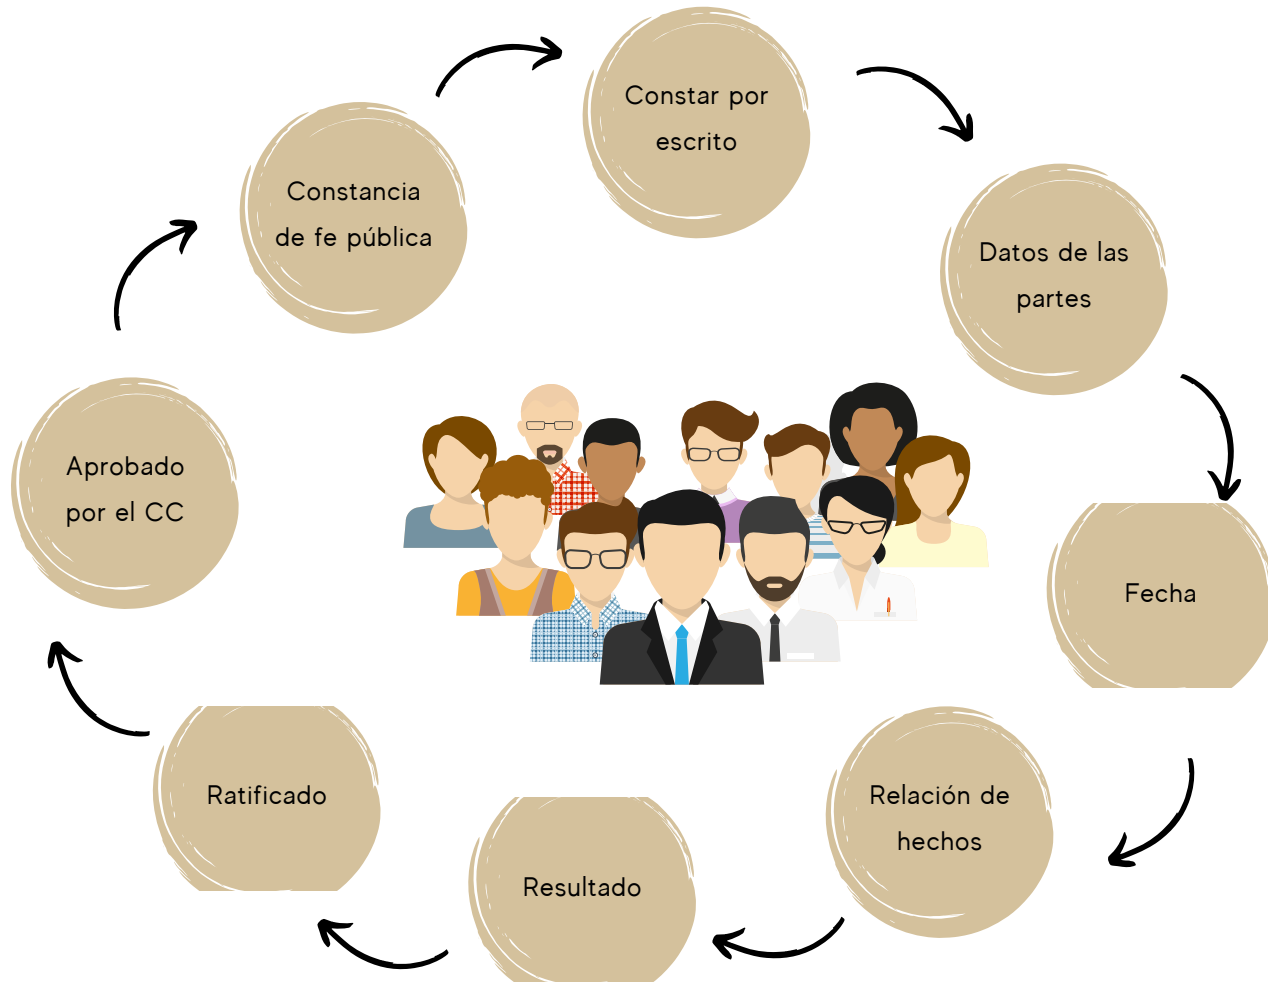 Constar por
escrito
Datos de las
partes
Fecha
Relación de
hechos
Resultado
Ratificado
Aprobado
por el CC
Constancia
de fe pública